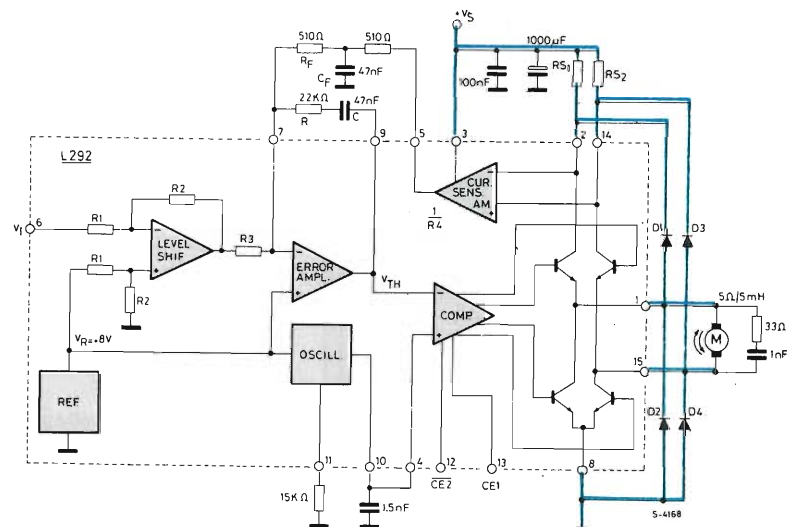 +VS
510Ω
510Ω
1000µF
RF
CF
47nF
100nF
RS1
RS2
22KΩ
47nF
R
C
7
9
5
3
2
14
L292
R2
CUR.
SENS.
AM.
1/R4
VI
6
R1
LEVEL
SHIF
R3
D1
D3
R1
R2
ERROR
AMPL.
VTH
COMP
1
5Ω/5mH
M
33Ω
1nF
VR=+8V
OSCILL.
15
REF.
D2
D4
11
10
4
12
13
8
CE2
CE1
15KΩ
1.5nF
S-4168